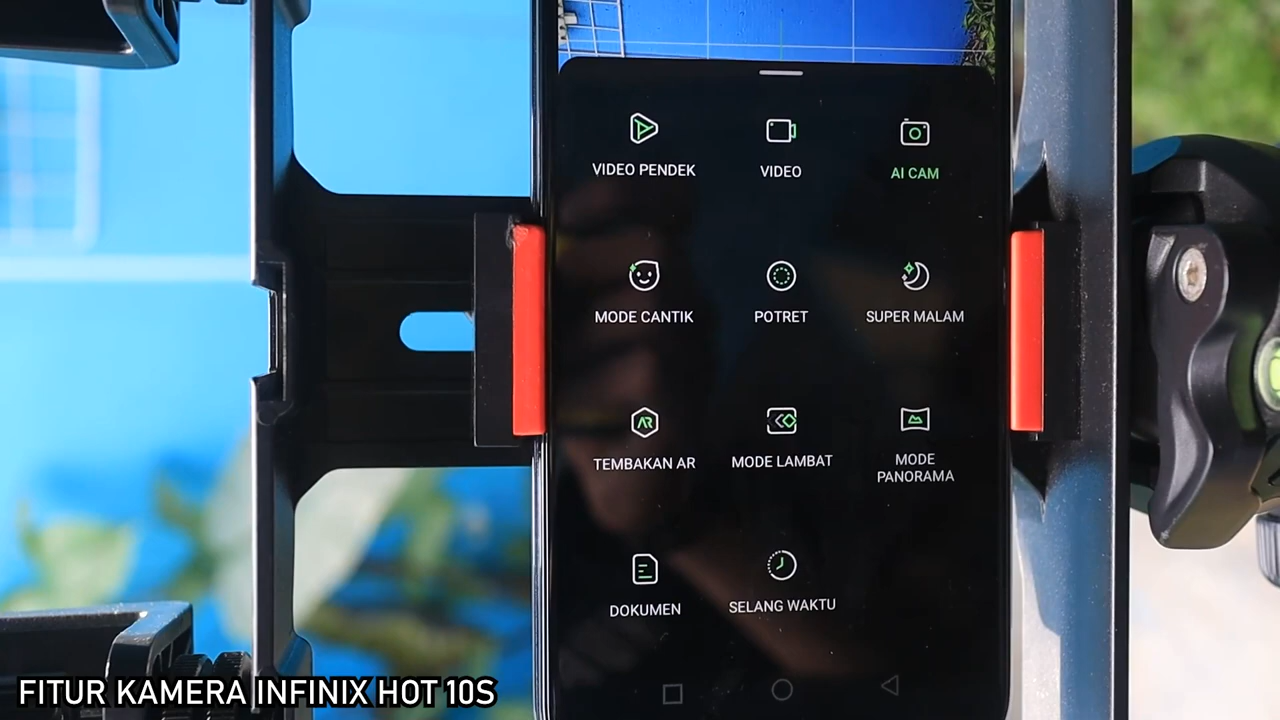 VIDEO PENDEK
VIDEO
AI CAM
MODE CANTIK
POTRET
SUPER MALAM
AR
TEMBAKAN AR
MODE LAMBAT
MODE
PANORAMA
DOKUMEN
SELANG WAKTU
FITUR KAMERA INFINIX HOT 10S